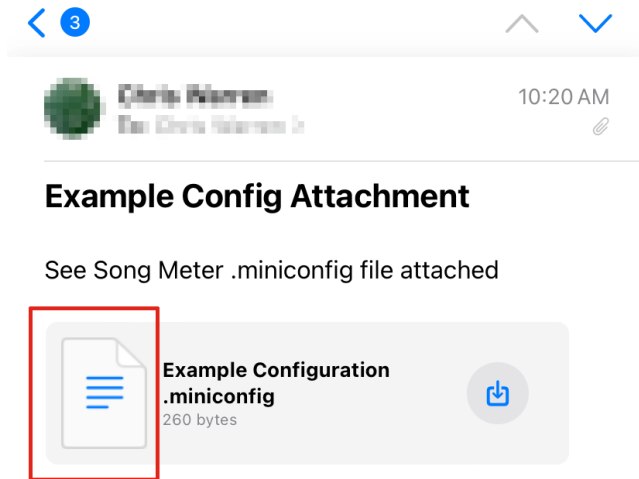 3
10:20 AM
Example Config Attachment
See Song Meter .miniconfig file attached
Example Configuration
.miniconfig
260 bytes